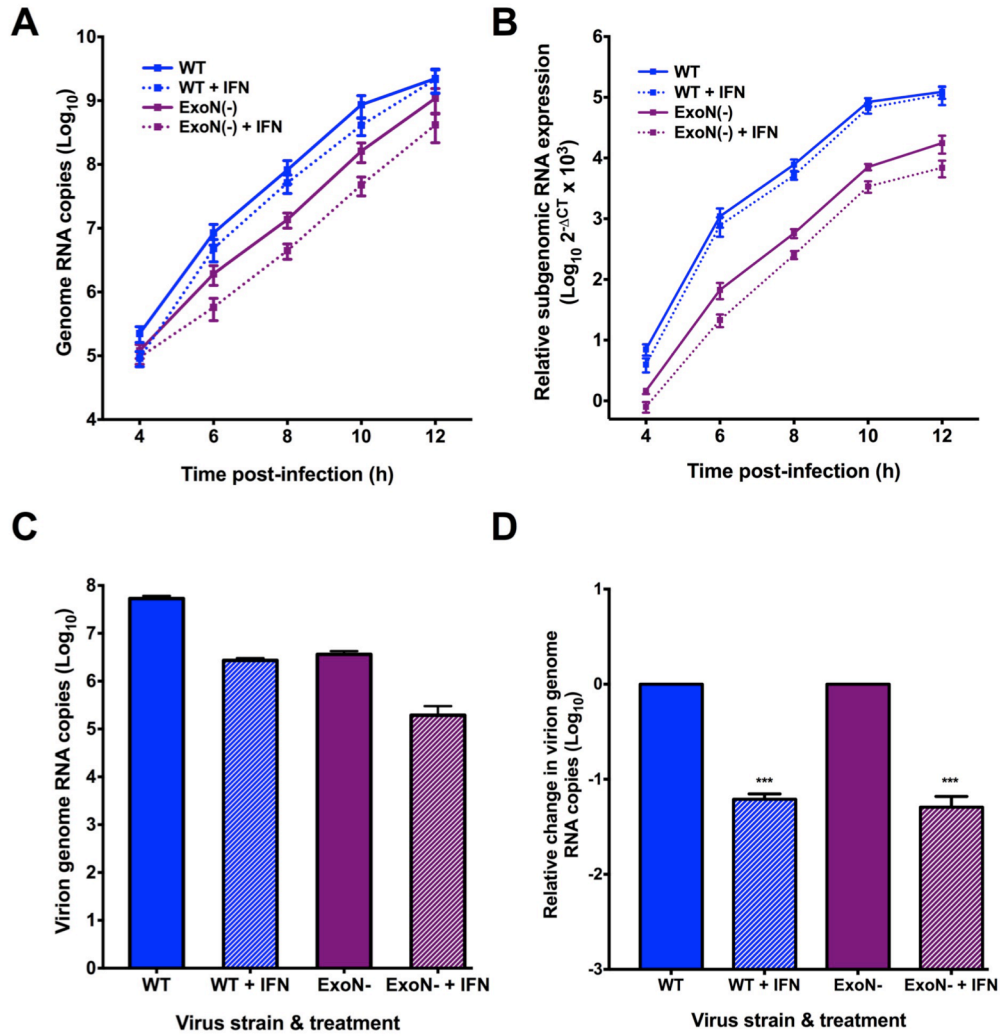 A
WT
WT + IFN
ExoN(-)
ExoN(-) + IFN
Genome RNA copies (Log10)
10
9
8
7
6
5
4
4 6 8 10 12
Time post-infection (h)
B
WT
WT + IFN
ExoN(-)
ExoN(-) + IFN
Relative subgenomic RNA expression
(Log10 2-ΔCT x 10³)
6
5
4
3
2
1
0
4 6 8 10 12
Time post-infection (h)
C
Virion genome RNA copies (Log10)
8
7
6
5
4
3
2
1
0
WT WT + IFN ExoN- ExoN- + IFN
Virus strain & treatment
D
Relative change in virion genome
RNA copies (Log10)
1
0
-1
-2
-3
*** ***
WT WT + IFN ExoN- ExoN- + IFN
Virus strain & treatment